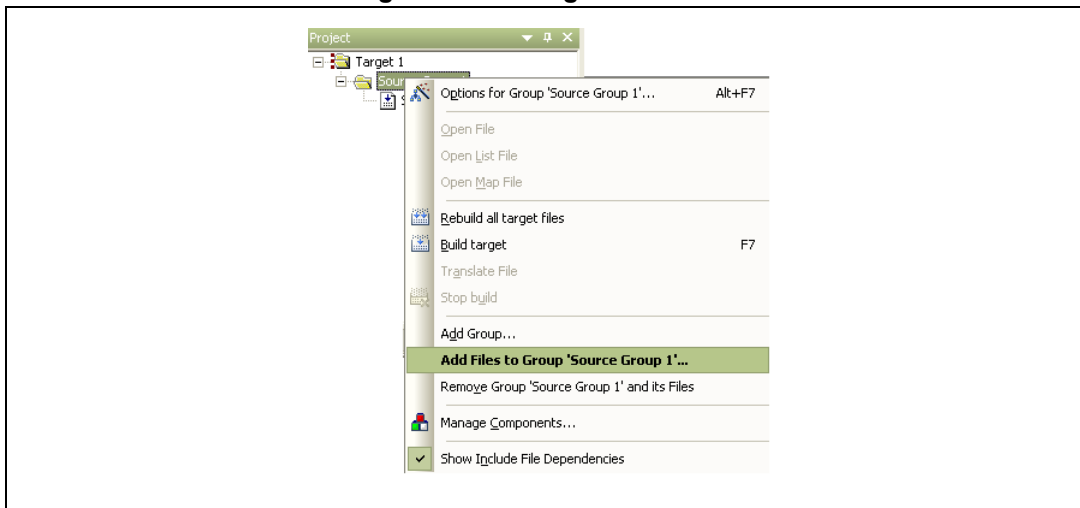 Project
Target 1
Options for Group 'Source Group 1'... Alt+F7
Open File
Open List File
Open Map File
Rebuild all target files
Build target F7
Translate File
Stop build
Add Group...
Add Files to Group 'Source Group 1'...
Remove Group 'Source Group 1' and its Files
Manage Components...
Show Include File Dependencies